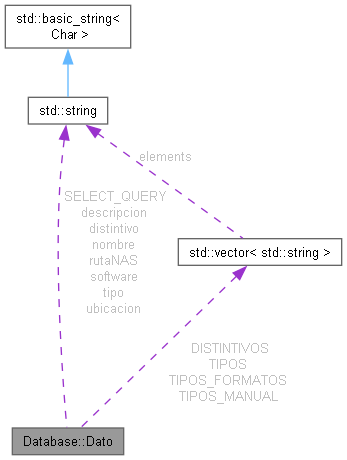 std::basic_string<
Char >
std::string
elements
SELECT_QUERY
descripcion
distintivo
nombre
rutaNAS
software
tipo
ubicacion
std::vector< std::string >
DISTINTIVOS
TIPOS
TIPOS_FORMATOS
TIPOS_MANUAL
Database::Dato